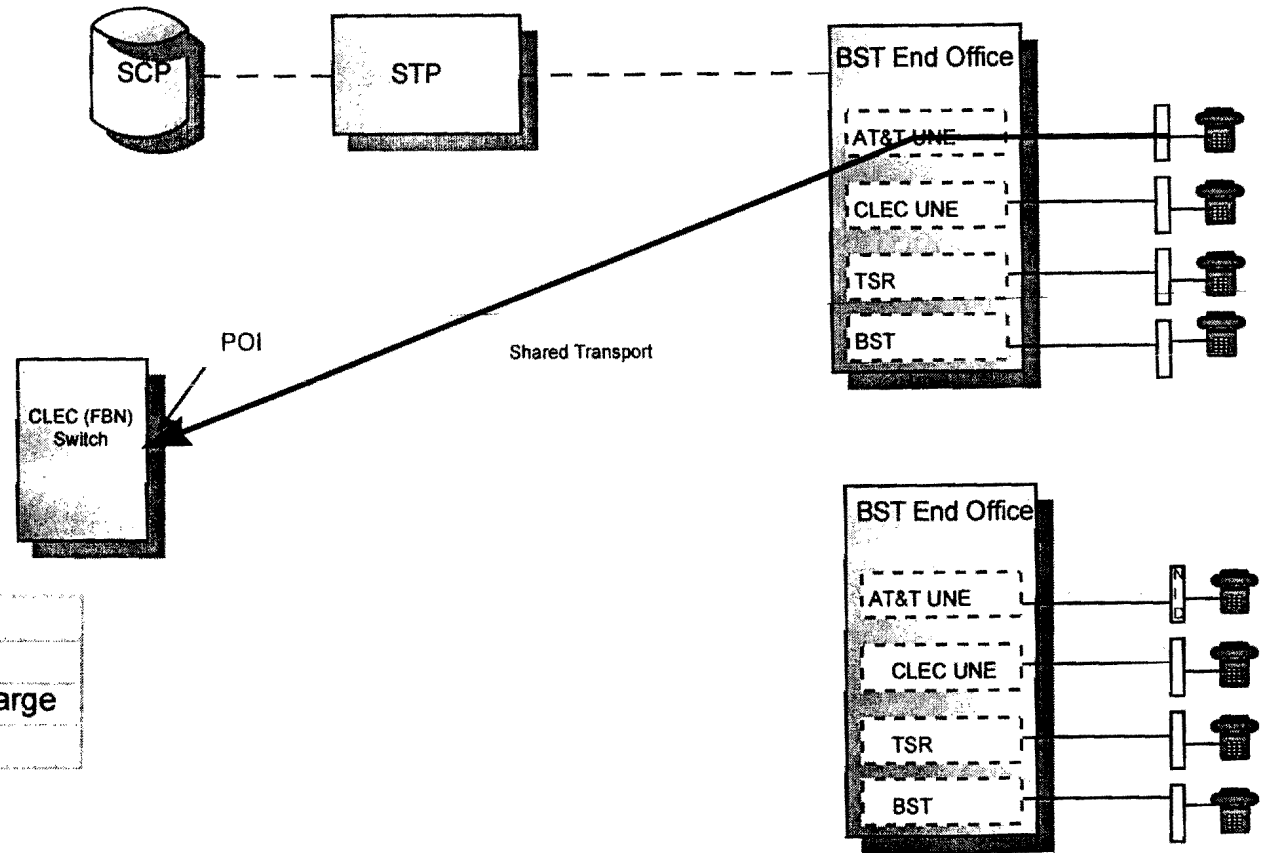 SCP
STP
BST End Office
AT&T UNE
CLEC UNE
TSR
BST
POI
Shared Transport
CLEC (FBN)
Switch
BST End Office
AT&T UNE
N
I
D
CLEC UNE
TSR
BST
arge